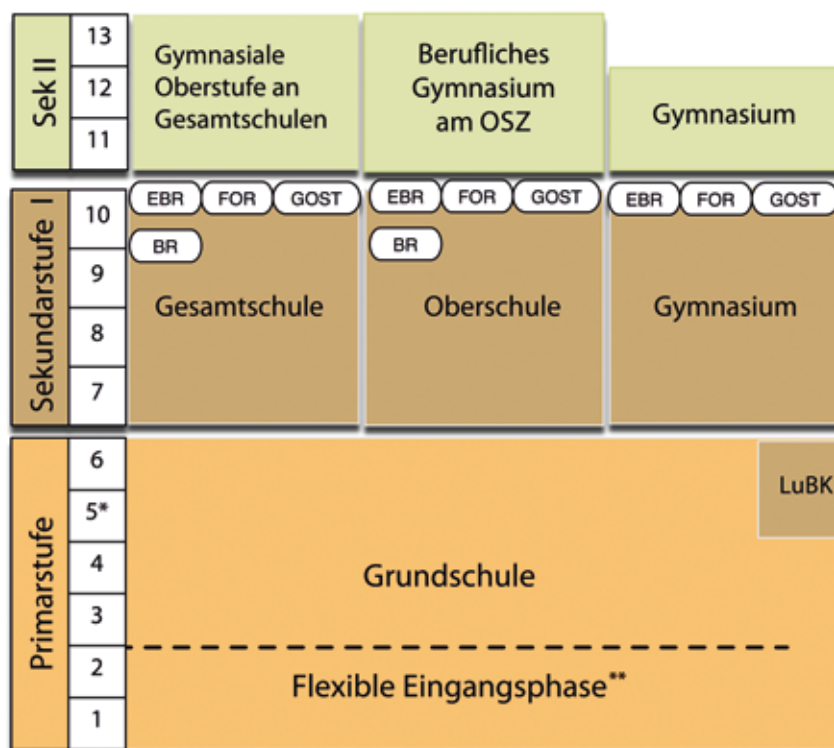 Sek II
13
12
11
Gymnasiale
Oberstufe an
Gesamtschulen
Berufliches
Gymnasium
am OSZ
Gymnasium
Sekundarstufe I
10
9
8
7
EBR FOR GOST
BR
Gesamtschule
EBR FOR GOST
BR
Oberschule
EBR FOR GOST
Gymnasium
Primarstufe
6
5*
4
3
2
1
LuBK
Grundschule
Flexible Eingangsphase**